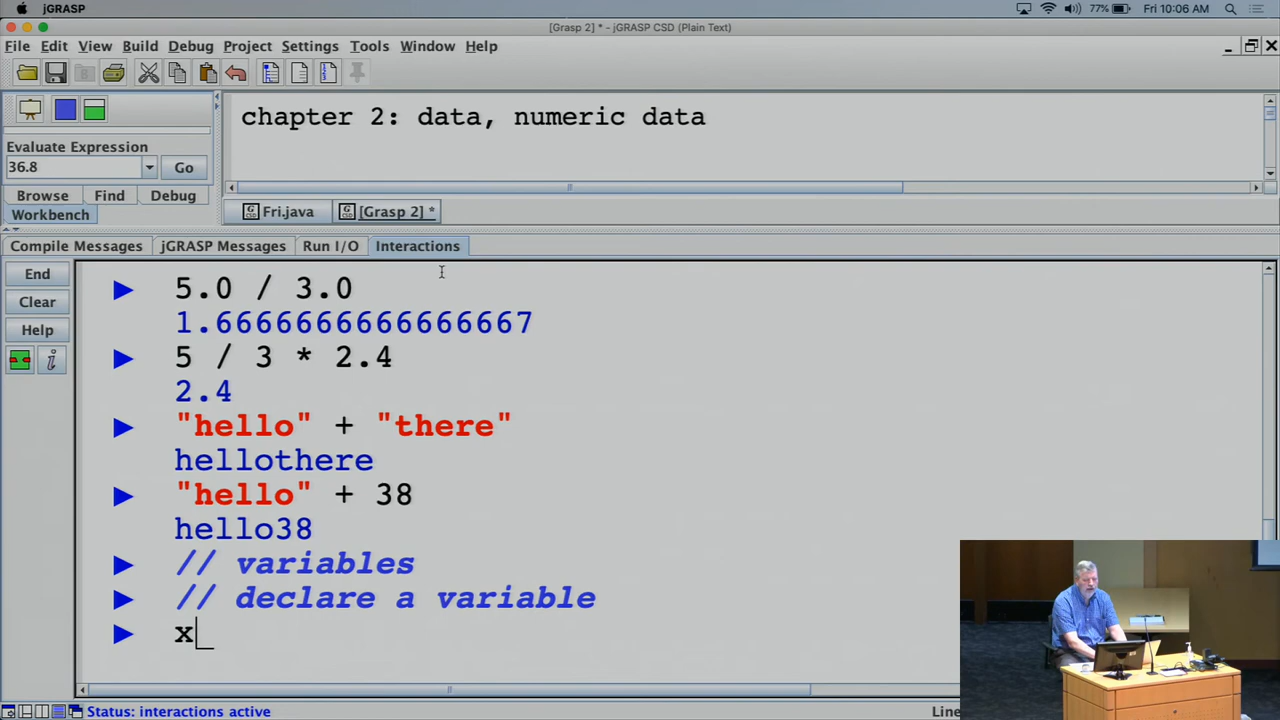 jGRASP
77%
Fri 10:06 AM
[Grasp 2] * - jGRASP CSD (Plain Text)
File Edit View Build Debug Project Settings Tools Window Help
chapter 2: data, numeric data
Evaluate Expression
36.8
Go
Browse Find Debug
Workbench
Fri.java [Grasp 2] *
Compile Messages jGRASP Messages Run I/O Interactions
End
Clear
Help
5.0 / 3.0
1.6666666666666667
5 / 3 * 2.4
2.4
"hello" + "there"
hellothere
"hello" + 38
hello38
// variables
// declare a variable
x
Status: interactions active
Line